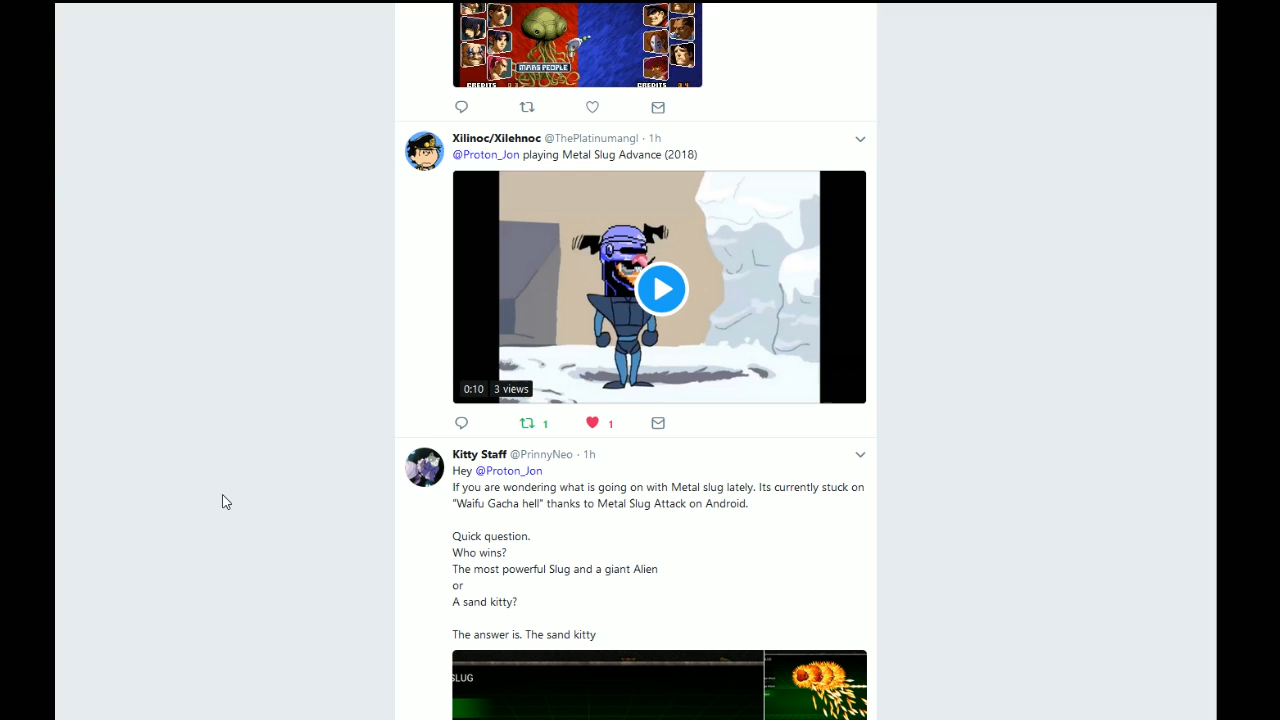 MARS PEOPLE
CREDITS
CREDITS
Xilinoc/Xilehnoc @ThePlatinumangl · 1h
@Proton_Jon playing Metal Slug Advance (2018)
0:10 3 views
1 1
Kitty Staff @PrinnyNeo · 1h
Hey @Proton_Jon
If you are wondering what is going on with Metal slug lately. Its currently stuck on
"Waifu Gacha hell" thanks to Metal Slug Attack on Android.
Quick question.
Who wins?
The most powerful Slug and a giant Alien
or
A sand kitty?
The answer is. The sand kitty
SLUG